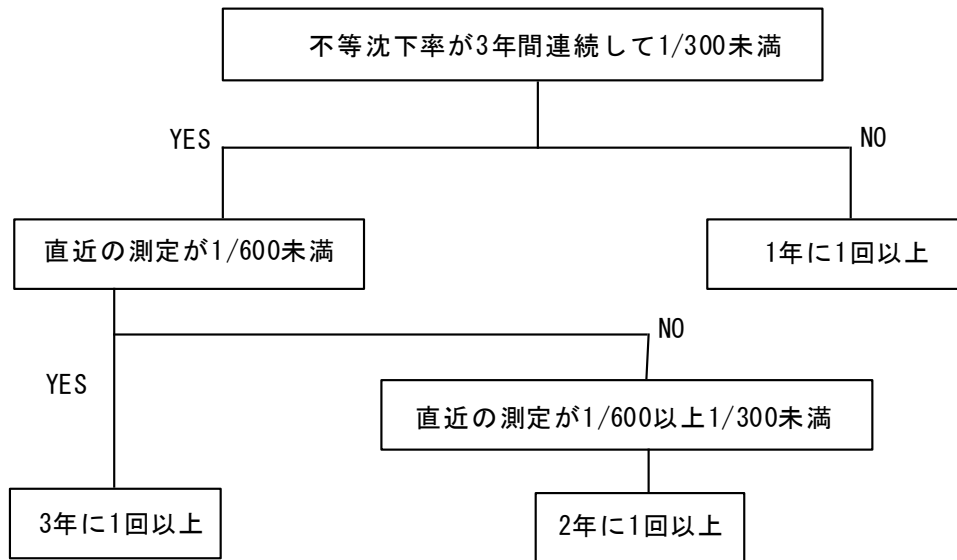 不等沈下率が3年間連続して1/300未満
YES
NO
直近の測定が1/600未満
1年に1回以上
NO
YES
直近の測定が1/600以上1/300未満
3年に1回以上
2年に1回以上